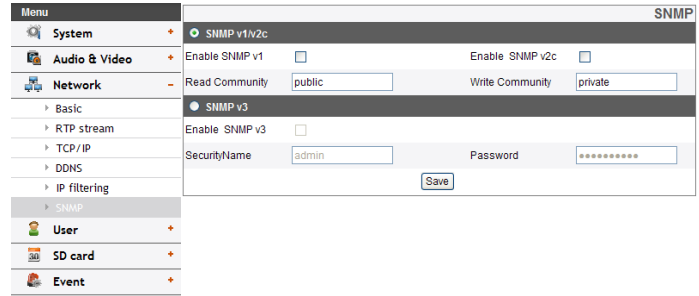 Menu
System +
Audio & Video +
Network -
Basic
RTP stream
TCP/IP
DDNS
IP filtering
SNMP
User +
30 SD card +
Event +
SNMP
SNMP v1/v2c
Enable SNMP v1 Enable SNMP v2c
Read Community public Write Community private
SNMP v3
Enable SNMP v3
SecurityName admin Password ●●●●●●●●●●
Save